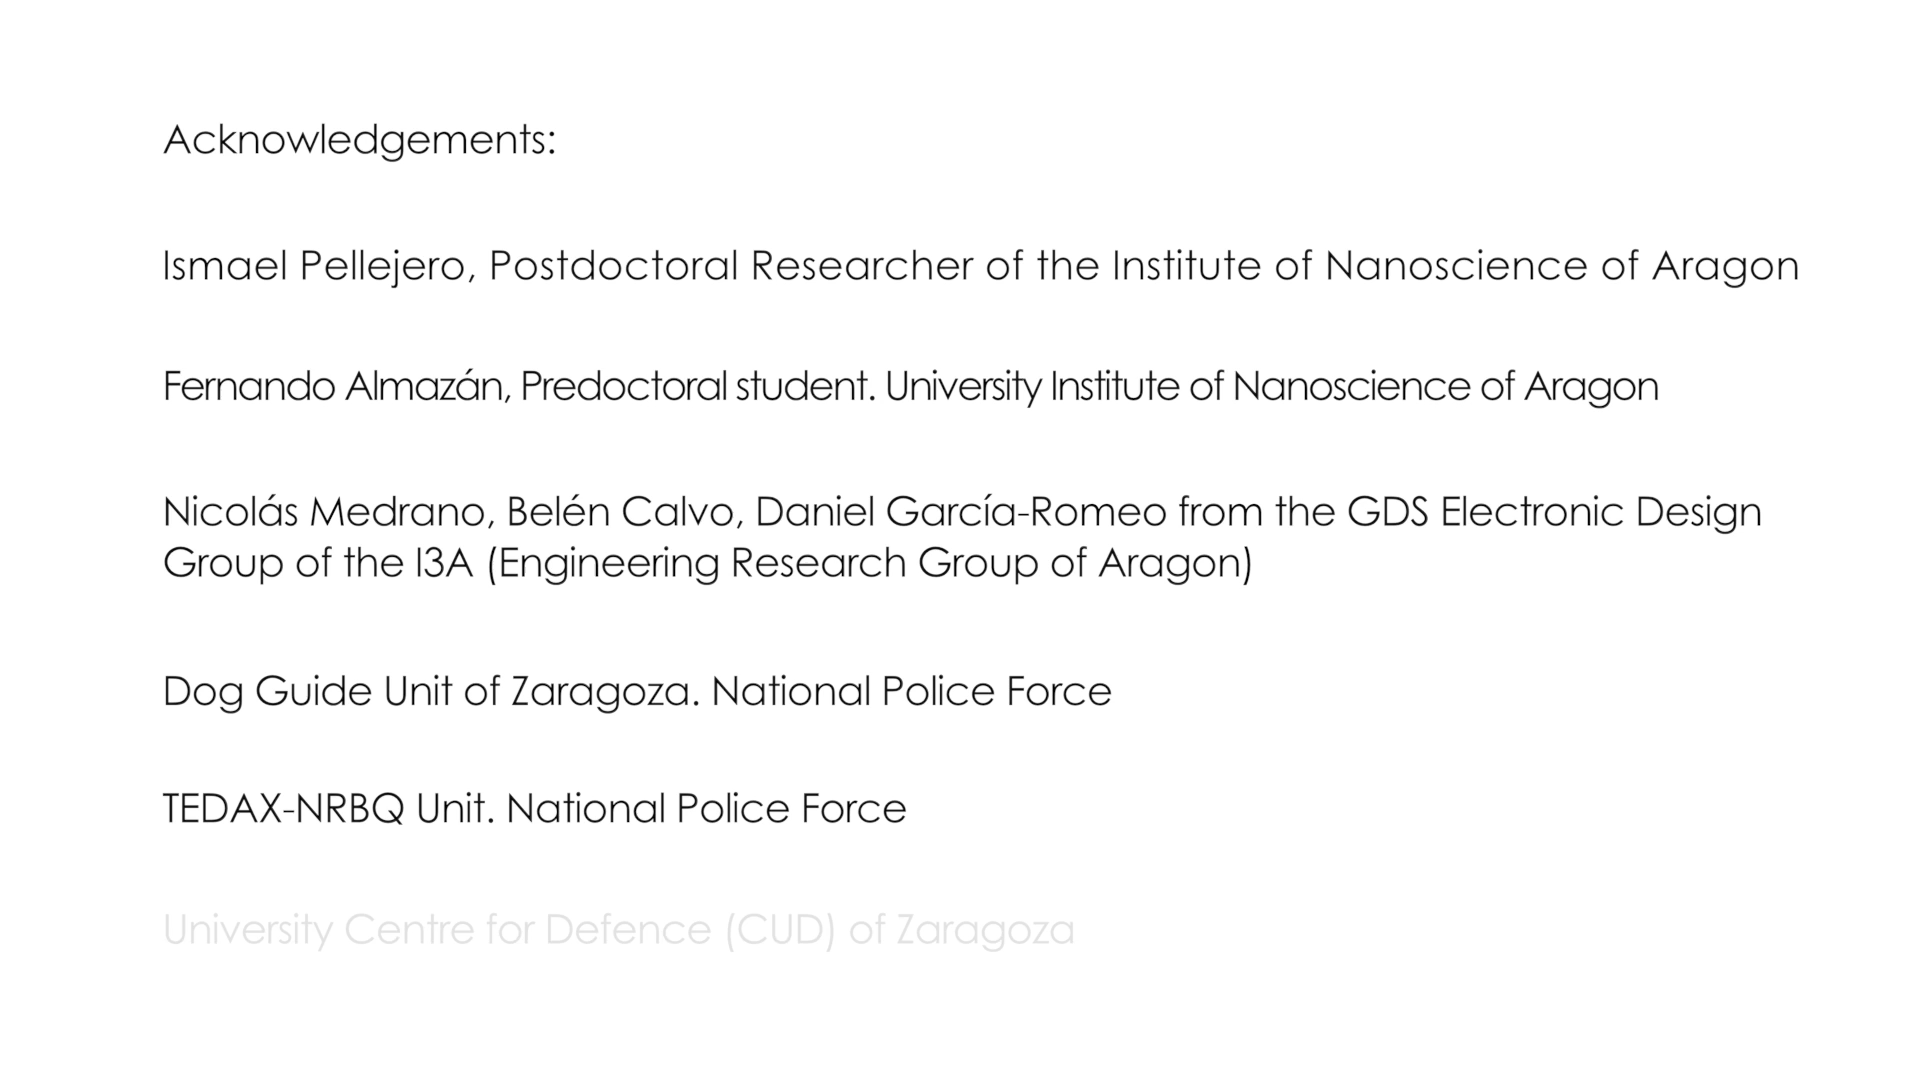 Acknowledgements:
Ismael Pellejero, Postdoctoral Researcher of the Institute of Nanoscience of Aragon
Fernando Almazán, Predoctoral student. University Institute of Nanoscience of Aragon
Nicolás Medrano, Belén Calvo, Daniel García-Romeo from the GDS Electronic Design
Group of the I3A (Engineering Research Group of Aragon)
Dog Guide Unit of Zaragoza. National Police Force
TEDAX-NRBQ Unit. National Police Force
University Centre for Defence (CUD) of Zaragoza